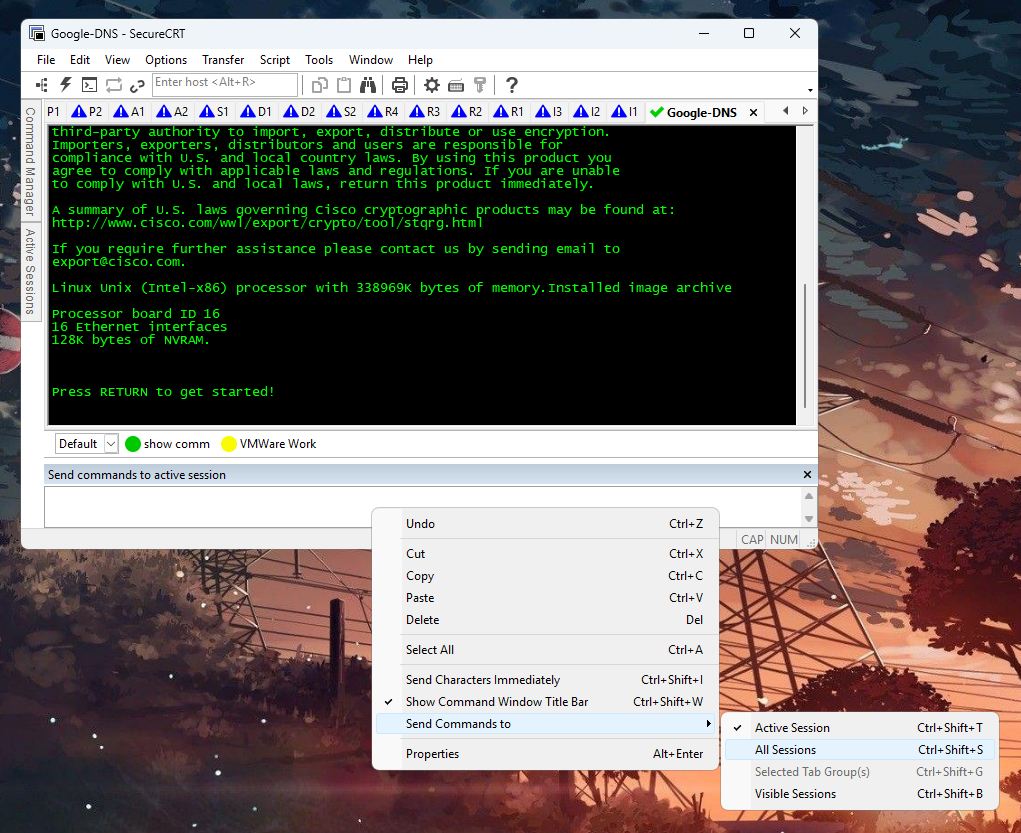 Google-DNS - SecureCRT
File Edit View Options Transfer Script Tools Window Help
Enter host <Alt+R>
P1 P2 A1 A2 S1 D1 D2 S2 R4 R3 R2 R1 I3 I2 I1 Google-DNS
Command Manager
Active Sessions
third-party authority to import, export, distribute or use encryption.
Importers, exporters, distributors and users are responsible for
compliance with U.S. and local country laws. By using this product you
agree to comply with applicable laws and regulations. If you are unable
to comply with U.S. and local laws, return this product immediately.
A summary of U.S. laws governing Cisco cryptographic products may be found at:
http://www.cisco.com/wwl/export/crypto/tool/stqrg.html
If you require further assistance please contact us by sending email to
export@cisco.com.
Linux Unix (Intel-x86) processor with 338969K bytes of memory.Installed image archive
Processor board ID 16
16 Ethernet interfaces
128K bytes of NVRAM.
Press RETURN to get started!
Default show comm VMWare Work
Send commands to active session
CAP NUM
Undo Ctrl+Z
Cut Ctrl+X
Copy Ctrl+C
Paste Ctrl+V
Delete Del
Select All Ctrl+A
Send Characters Immediately Ctrl+Shift+I
Show Command Window Title Bar Ctrl+Shift+W
Send Commands to
Properties Alt+Enter
Active Session Ctrl+Shift+T
All Sessions Ctrl+Shift+S
Selected Tab Group(s) Ctrl+Shift+G
Visible Sessions Ctrl+Shift+B